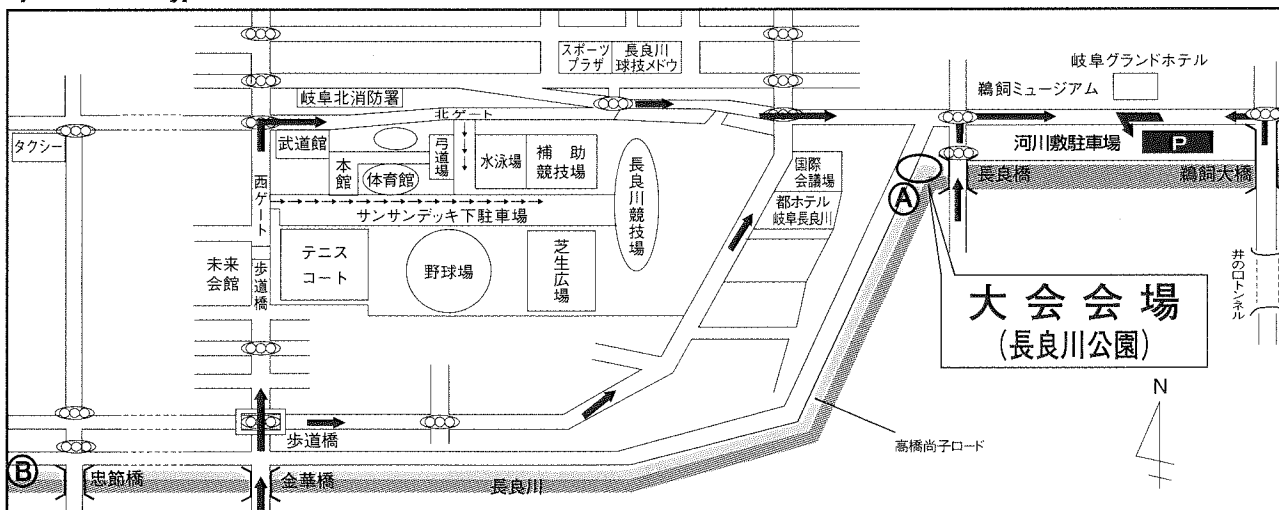 スポーツ
プラザ
長良川
球技メドウ
岐阜グランドホテル
鵜飼ミュージアム
岐阜北消防署
北ゲート
タクシー
武道館
本館
体育館
弓道場
水泳場
補助
競技場
長良川競技場
国際
会議場
都ホテル
岐阜長良川
河川敷駐車場
P
長良橋
鵜飼大橋
A
西ゲート
サンサンデッキ下駐車場
未来
会館
歩道橋
テニス
コート
野球場
芝生広場
井の口トンネル
大会会場
(長良川公園)
N
歩道橋
高橋尚子ロード
B
忠節橋
金華橋
長良川